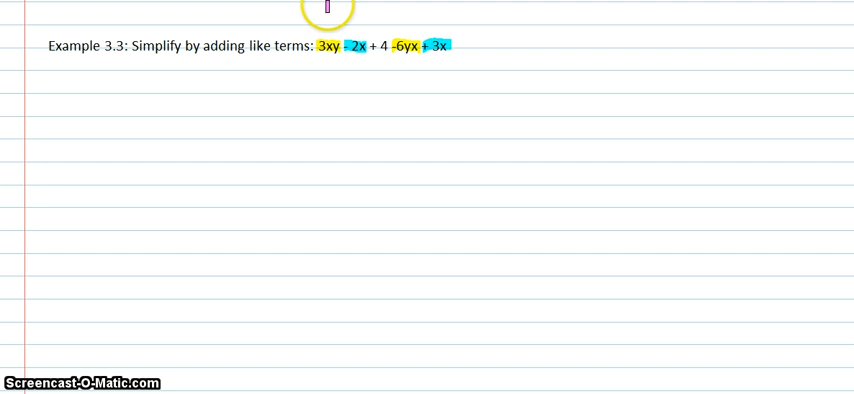 Example 3.3: Simplify by adding like terms: 3xy - 2x + 4 -6yx + 3x
Screencast-O-Matic.com